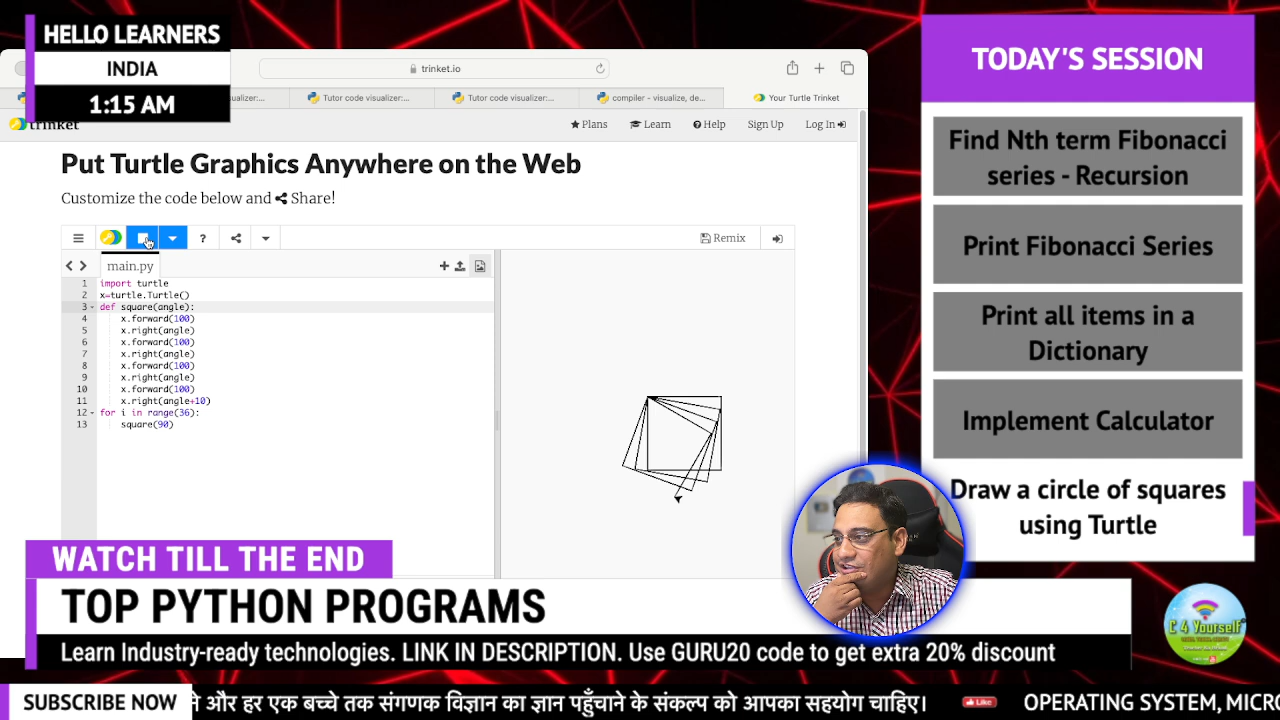 HELLO LEARNERS
INDIA
1:15 AM
trinket.io
ualizer:...
Tutor code visualizer:...
Tutor code visualizer:...
compiler - visualize, de...
Your Turtle Trinket
trinket
Plans
Learn
Help
Sign Up
Log In
Put Turtle Graphics Anywhere on the Web
Customize the code below and Share!
?
Remix
main.py
1 import turtle
2 x=turtle.Turtle()
3 def square(angle):
4 x.forward(100)
5 x.right(angle)
6 x.forward(100)
7 x.right(angle)
8 x.forward(100)
9 x.right(angle)
10 x.forward(100)
11 x.right(angle+10)
12 for i in range(36):
13 square(90)
TODAY'S SESSION
Find Nth term Fibonacci
series - Recursion
Print Fibonacci Series
Print all items in a
Dictionary
Implement Calculator
Draw a circle of squares
using Turtle
WATCH TILL THE END
TOP PYTHON PROGRAMS
Learn Industry-ready technologies. LINK IN DESCRIPTION. Use GURU20 code to get extra 20% discount
C 4 Yourself
SUBSCRIBE NOW
और हर एक बच्चे तक संगणक विज्ञान का ज्ञान पहुँचाने के संकल्प को आपका सहयोग चाहिए।
Like
OPERATING SYSTEM, MICR